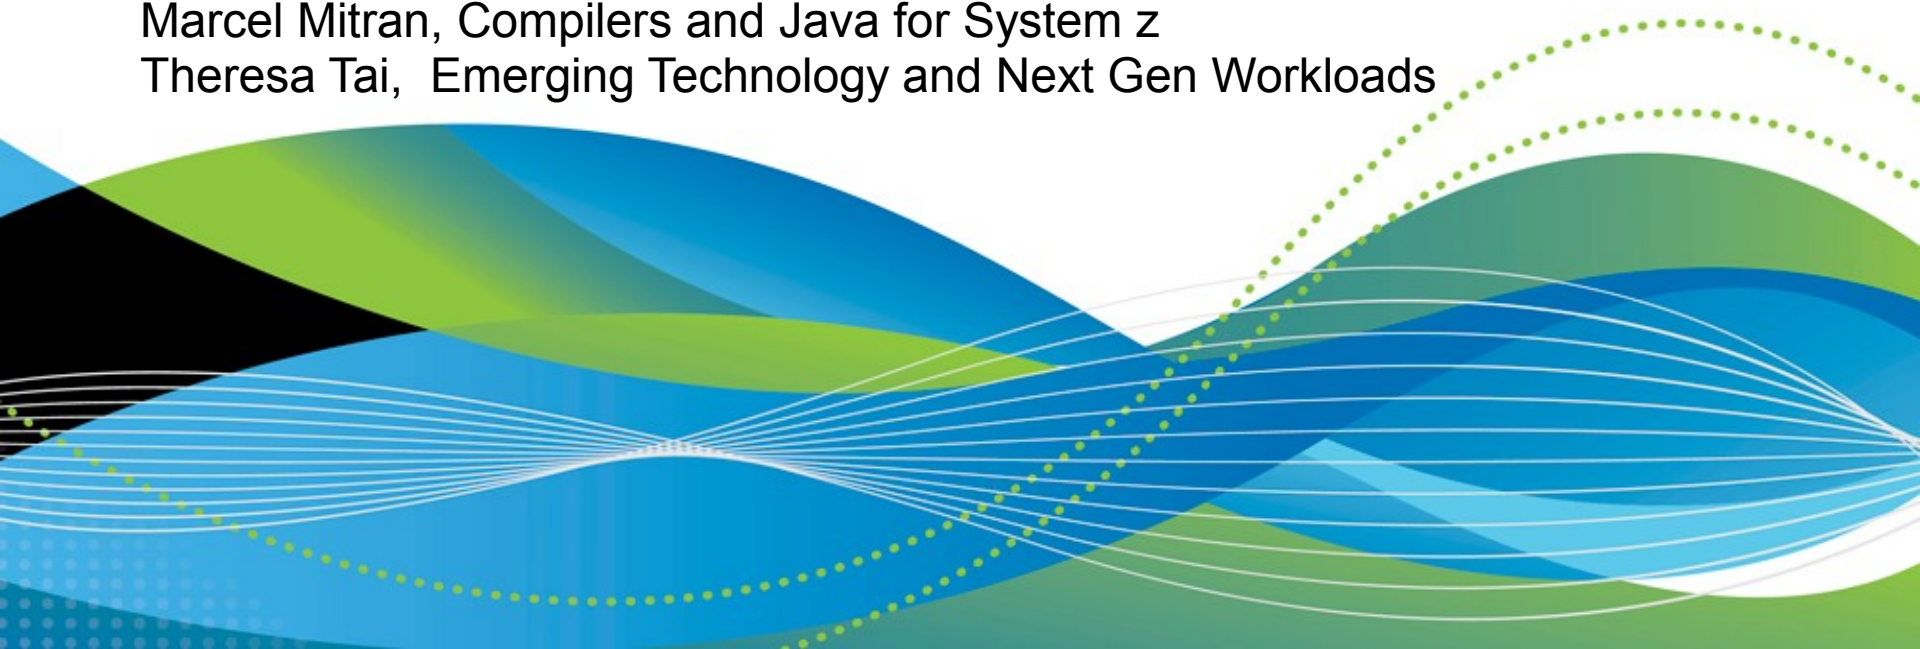 Marcel Mitran, Compilers and Java for System z
Theresa Tai,  Emerging Technology and Next Gen Workloads